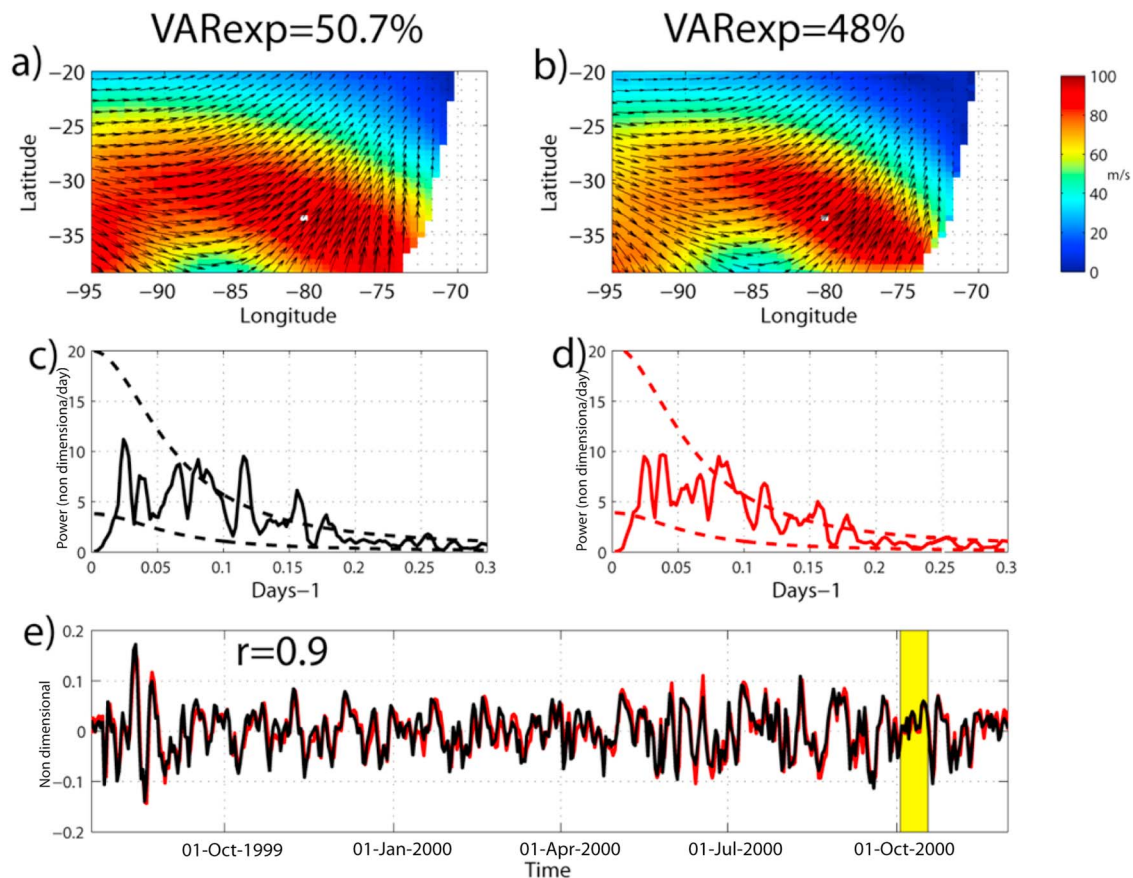 VARexp=50.7%
VARexp=48%
a)
b)
−20
−25
−30
−35
Latitude
−95 −90 −85 −80 −75 −70
Longitude
−20
−25
−30
−35
Latitude
−95 −90 −85 −80 −75 −70
Longitude
100
80
60
m/s
40
20
0
c)
20
15
10
5
0
Power (non dimensiona/day)
0 0.05 0.1 0.15 0.2 0.25 0.3
Days−1
d)
20
15
10
5
0
Power (non dimensiona/day)
0 0.05 0.1 0.15 0.2 0.25 0.3
Days−1
e)
r=0.9
0.2
0.1
0
−0.1
−0.2
Non dimensional
01-Oct-1999 01-Jan-2000 01-Apr-2000 01-Jul-2000 01-Oct-2000
Time